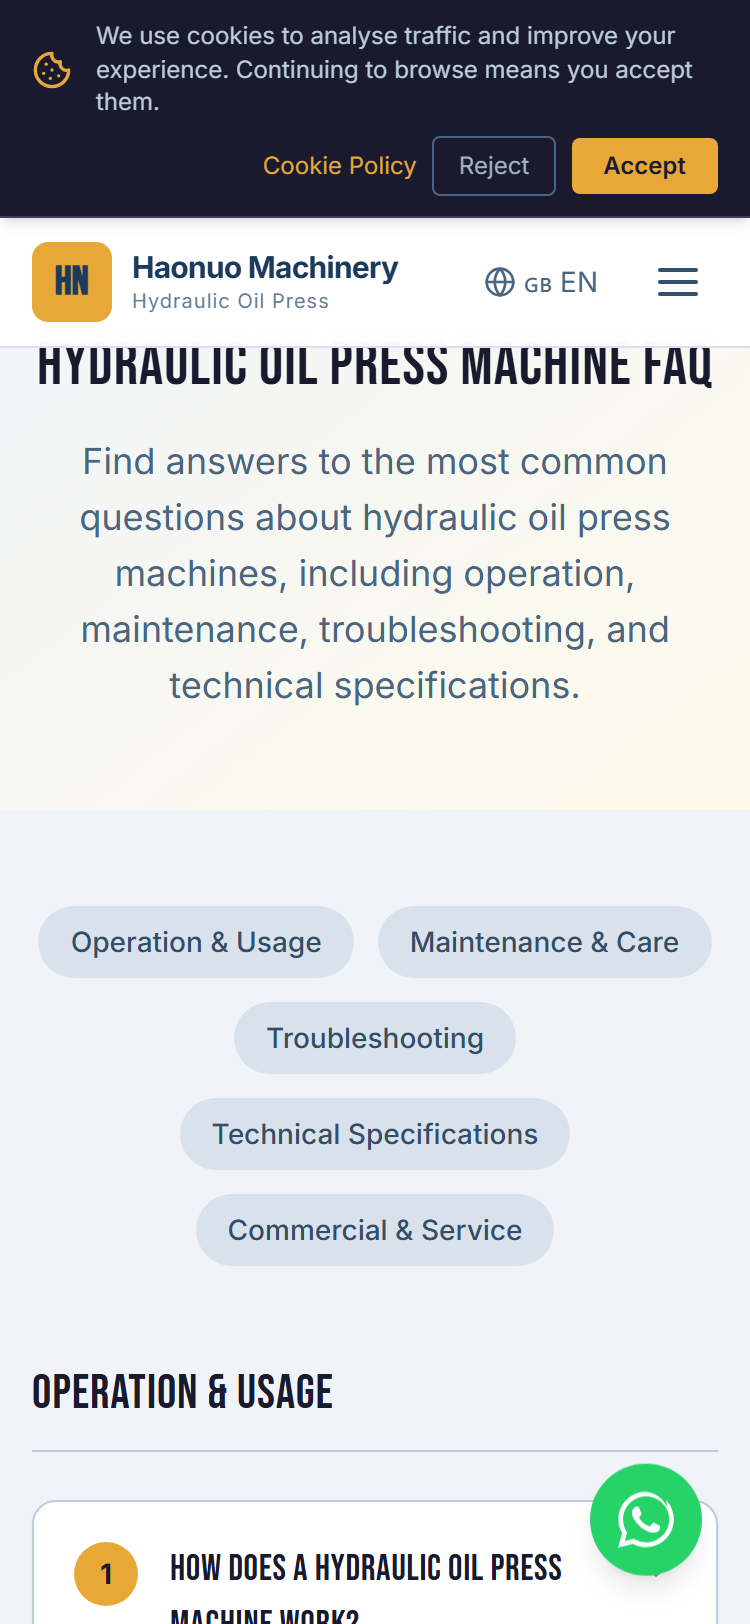 We use cookies to analyse traffic and improve your
experience. Continuing to browse means you accept
them.
Cookie Policy
Reject
Accept
HN
Haonuo Machinery
Hydraulic Oil Press
GB EN
HYDRAULIC OIL PRESS MACHINE FAQ
Find answers to the most common
questions about hydraulic oil press
machines, including operation,
maintenance, troubleshooting, and
technical specifications.
Operation & Usage
Maintenance & Care
Troubleshooting
Technical Specifications
Commercial & Service
OPERATION & USAGE
1
HOW DOES A HYDRAULIC OIL PRESS
MACHINE WORK?